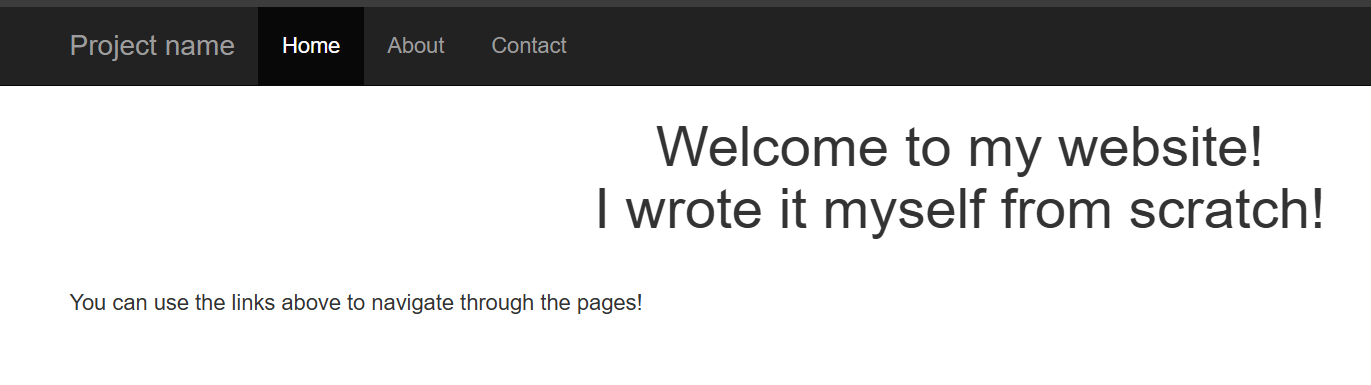 Project name Home About Contact
Welcome to my website!
I wrote it myself from scratch!
You can use the links above to navigate through the pages!